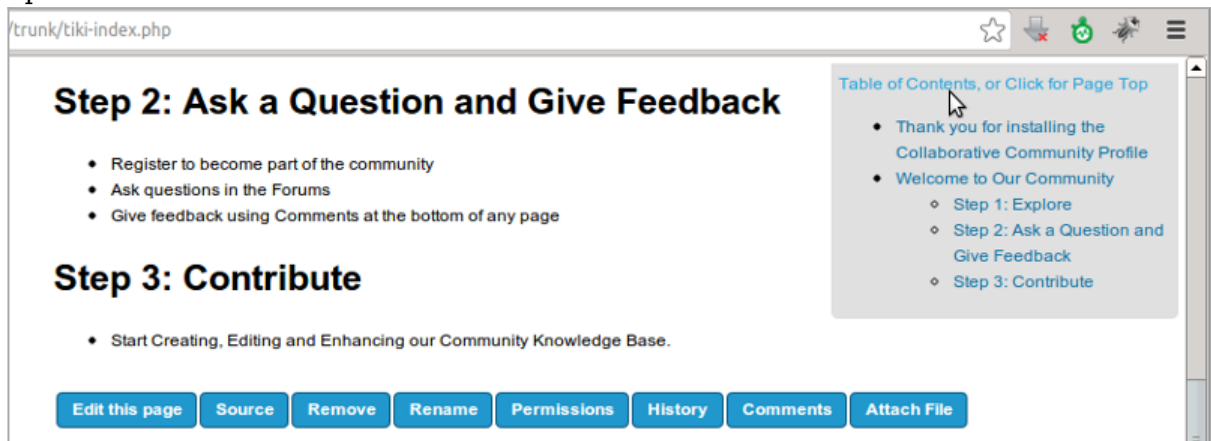 /trunk/tiki-index.php
Step 2: Ask a Question and Give Feedback
Register to become part of the community
Ask questions in the Forums
Give feedback using Comments at the bottom of any page
Step 3: Contribute
Start Creating, Editing and Enhancing our Community Knowledge Base.
Table of Contents, or Click for Page Top
Thank you for installing the
Collaborative Community Profile
Welcome to Our Community
Step 1: Explore
Step 2: Ask a Question and
Give Feedback
Step 3: Contribute
Edit this page Source Remove Rename Permissions History Comments Attach File